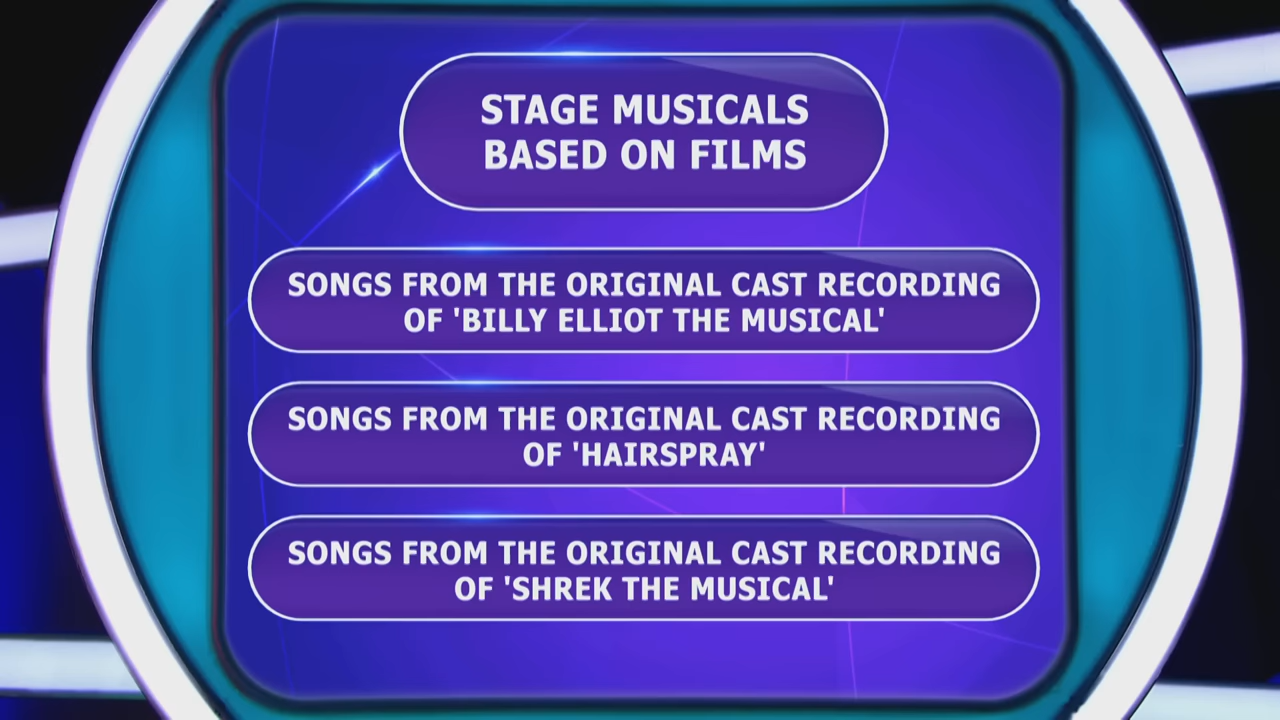 STAGE MUSICALS
BASED ON FILMS
SONGS FROM THE ORIGINAL CAST RECORDING
OF 'BILLY ELLIOT THE MUSICAL'
SONGS FROM THE ORIGINAL CAST RECORDING
OF 'HAIRSPRAY'
SONGS FROM THE ORIGINAL CAST RECORDING
OF 'SHREK THE MUSICAL'